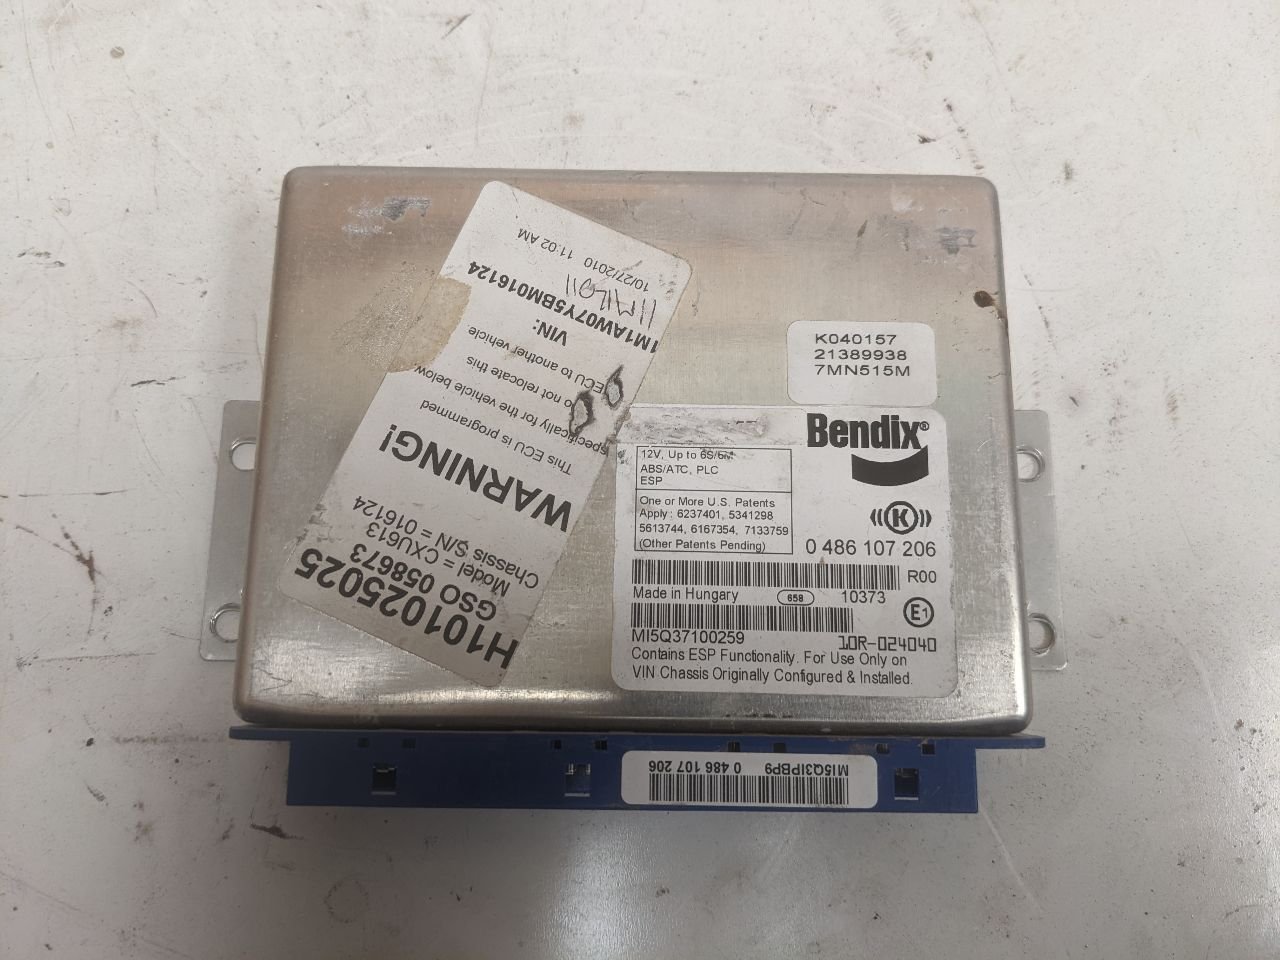 H101025025
GSO 058673
Model = CXU613
Chassis S/N = 016124
WARNING!
This ECU is programmed
specifically for the vehicle below.
Do not relocate this
ECU to another vehicle
VIN:
1M1AW07Y5BM016124
10/27/2010 11:02 AM
K040157
21389938
7MN515M
Bendix®
12V, Up to 6S/6M
ABS/ATC, PLC
ESP
One or More U.S. Patents
Apply : 6237401, 5341298
5613744, 6167354, 7133759
(Other Patents Pending)
K
0 486 107 206
R00
Made in Hungary 658 10373
E1
MI5Q37100259 10R-024040
Contains ESP Functionality. For Use Only on
VIN Chassis Originally Configured & Installed.
MI5Q3IPBP9 0 486 107 206